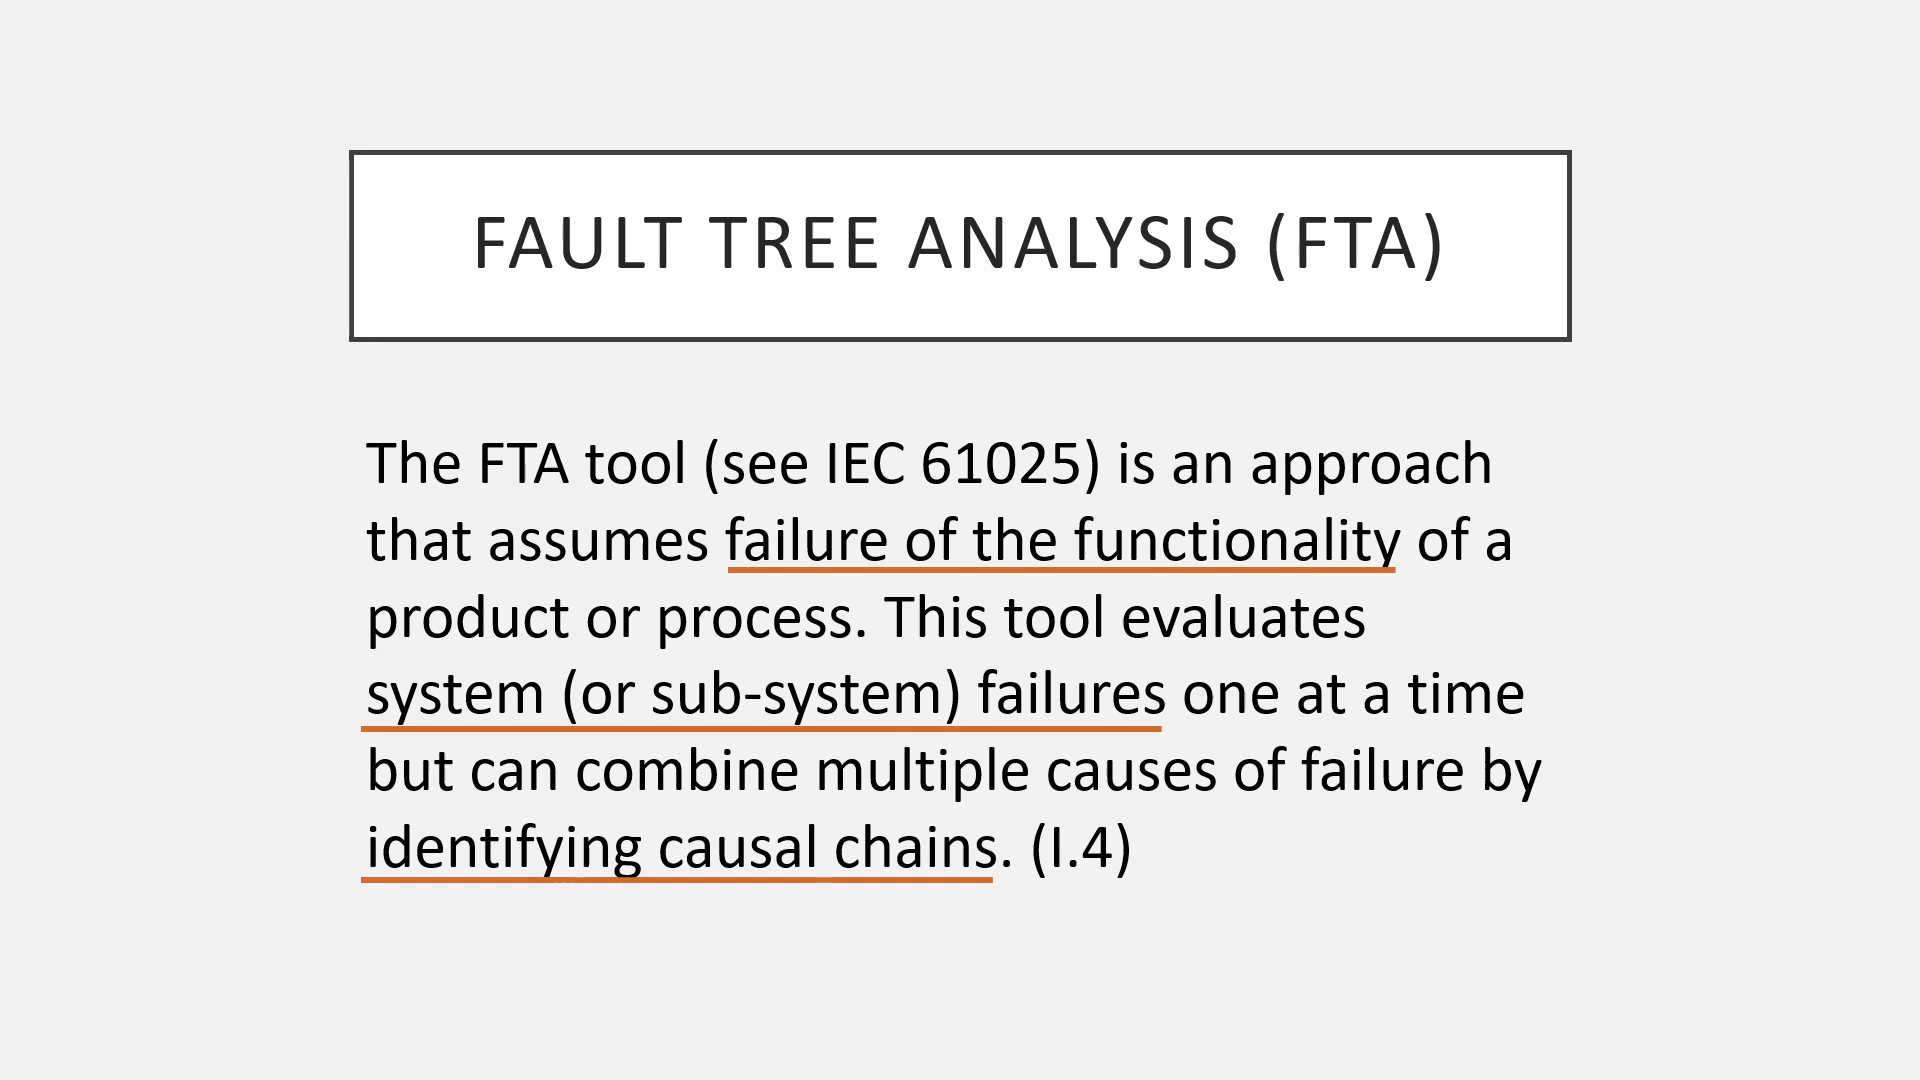 FAULT TREE ANALYSIS (FTA)
The FTA tool (see IEC 61025) is an approach
that assumes failure of the functionality of a
product or process. This tool evaluates
system (or sub-system) failures one at a time
but can combine multiple causes of failure by
identifying causal chains. (I.4)